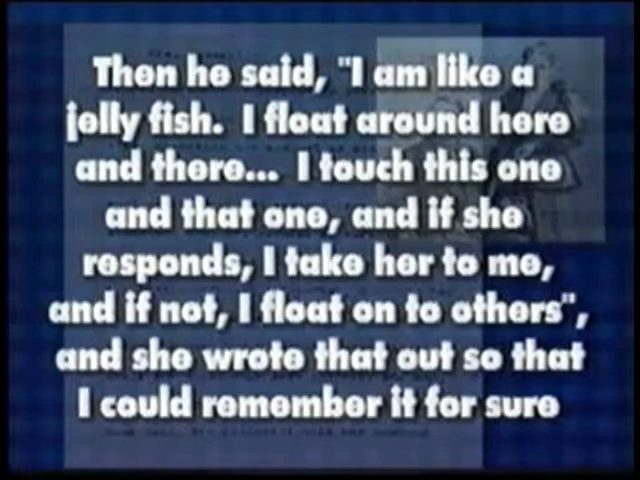 Then he said, "I am like a
jelly fish. I float around here
and there... I touch this one
and that one, and if she
responds, I take her to me,
and if not, I float on to others",
and she wrote that out so that
I could remember it for sure